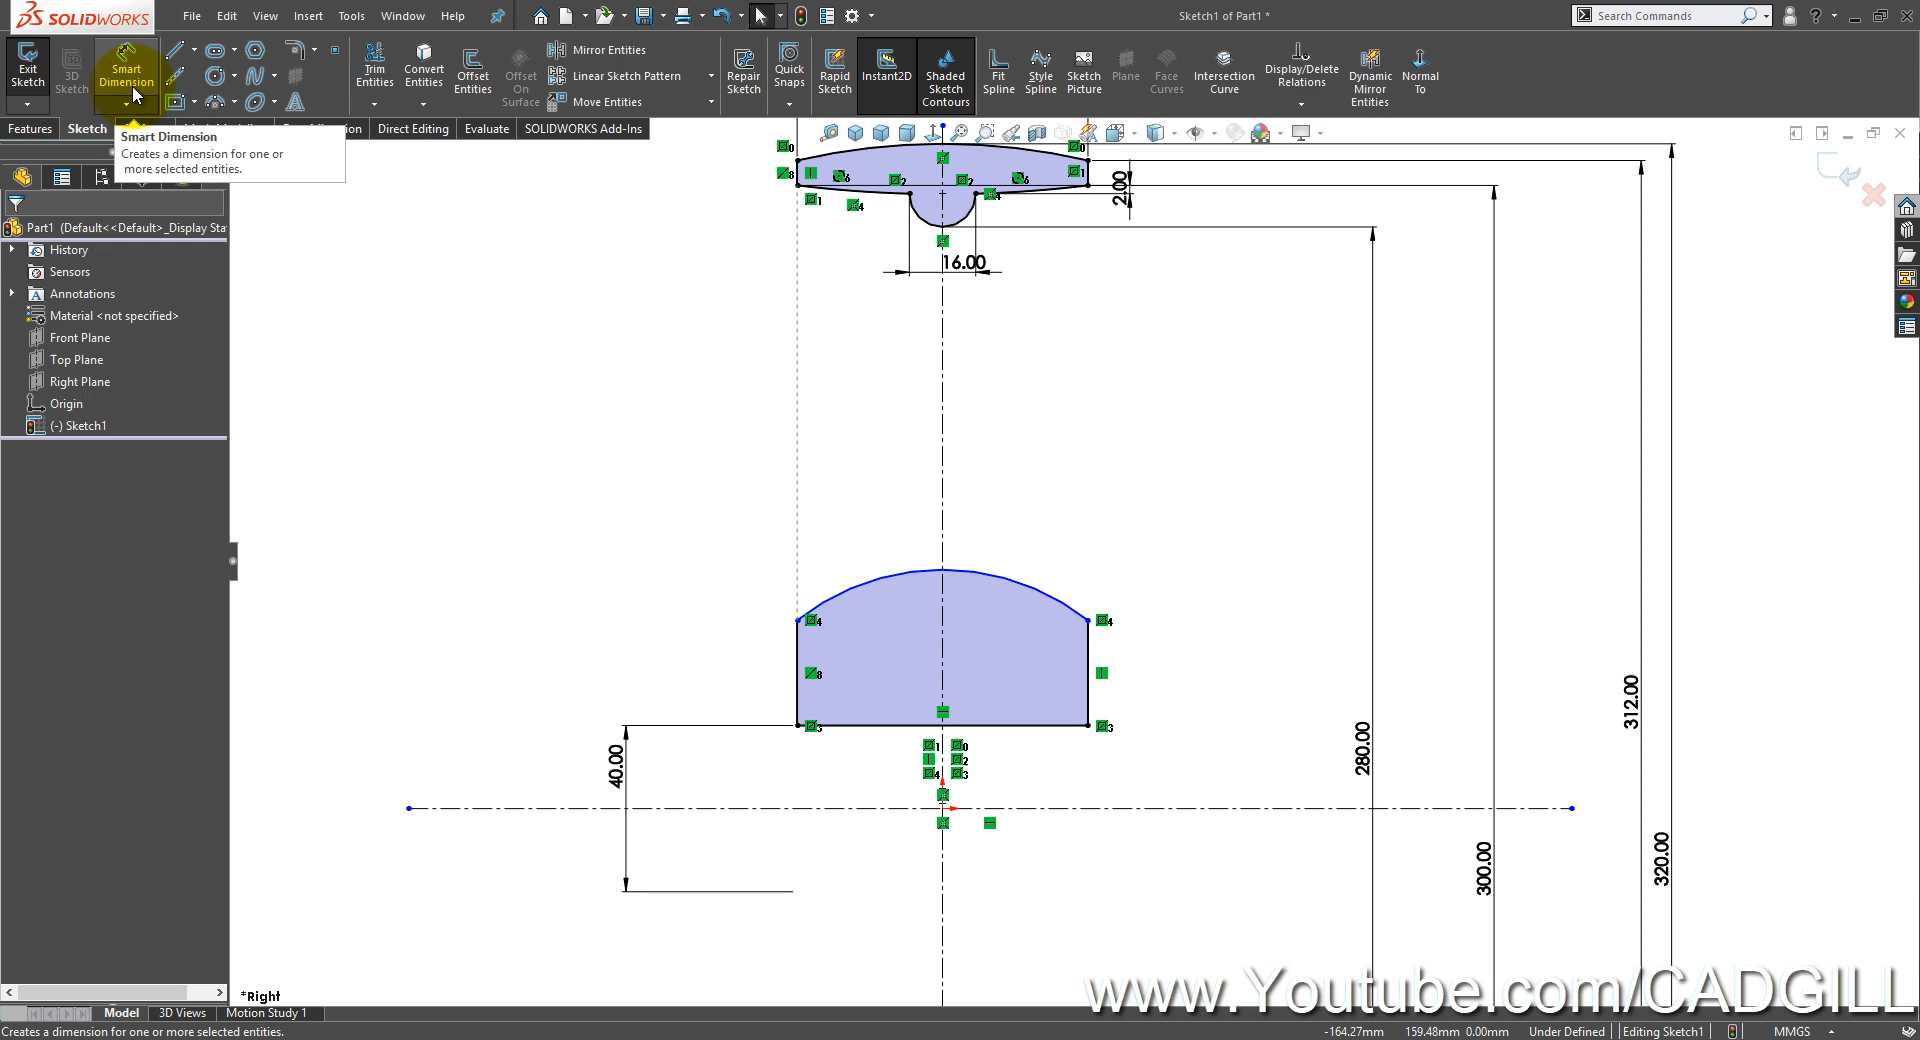 SOLIDWORKS
File Edit View Insert Tools Window Help
Sketch1 of Part1 *
Search Commands
Exit Sketch
3D Sketch
Smart Dimension
Trim Entities
Convert Entities
Offset Entities
Offset On Surface
Mirror Entities
Linear Sketch Pattern
Move Entities
Repair Sketch
Quick Snaps
Rapid Sketch
Instant2D
Shaded Sketch Contours
Fit Spline
Style Spline
Sketch Picture
Plane
Face Curves
Intersection Curve
Display/Delete Relations
Dynamic Mirror Entities
Normal To
Features Sketch Direct Editing Evaluate SOLIDWORKS Add-Ins
Smart Dimension
Creates a dimension for one or
more selected entities.
Part1 (Default<<Default>_Display Sta
History
Sensors
Annotations
Material <not specified>
Front Plane
Top Plane
Right Plane
Origin
(-) Sketch1
2.00
16.00
40.00
280.00
300.00
312.00
320.00
*Right
www.Youtube.com/CADGILL
Model 3D Views Motion Study 1
Creates a dimension for one or more selected entities.
-164.27mm 159.48mm 0.00mm Under Defined Editing Sketch1 MMGS